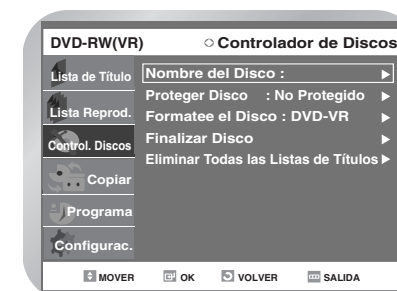 DVD-RW(VR) Controlador de Discos
Lista de Título
Lista Reprod.
Control. Discos
Copiar
Programa
Configurac.
Nombre del Disco :
Proteger Disco : No Protegido
Formatee el Disco : DVD-VR
Finalizar Disco
Eliminar Todas las Listas de Títulos
MOVER OK VOLVER SALIDA